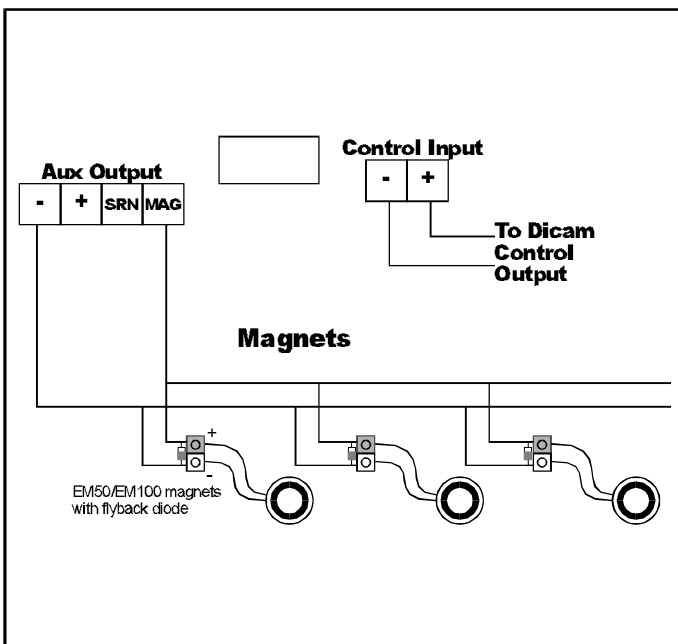 Control Input
Aux Output
- + SRN MAG
- +
To Dicam
Control
Output
Magnets
+
-
EM50/EM100 magnets
with flyback diode